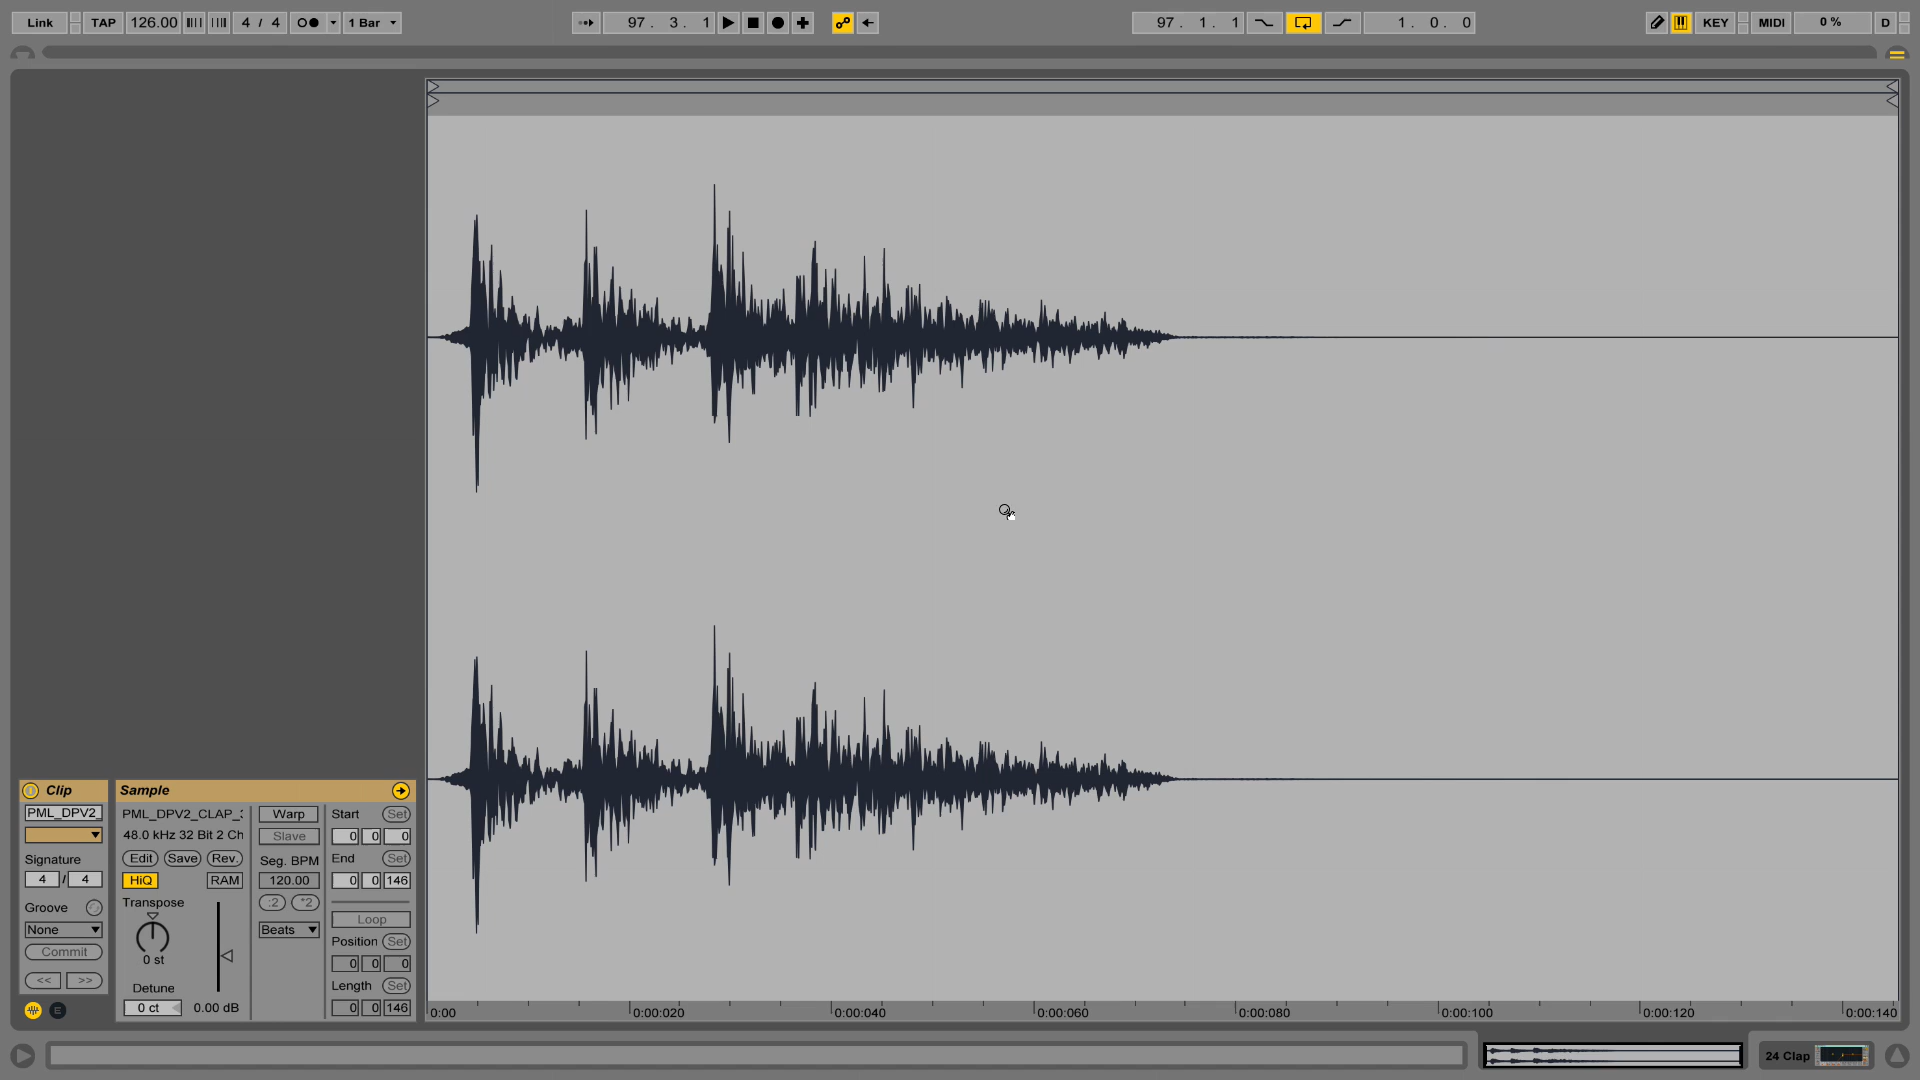 Link TAP 126.00 4 / 4 1 Bar 97. 3. 1 97. 1. 1 1. 0. 0 KEY MIDI 0 % D
Clip
PML_DPV2_
Signature
4 / 4
Groove
None
Commit
<< >>
E
Sample
PML_DPV2_CLAP_
48.0 kHz 32 Bit 2 Ch
Edit Save Rev.
HiQ RAM
Transpose
0 st
Detune
0 ct 0.00 dB
Warp
Slave
Seg. BPM
120.00
:2 *2
Beats
Start Set
0 0 0
End Set
0 0 146
Loop
Position Set
0 0 0
Length Set
0 0 146
0:00 0:00:020 0:00:040 0:00:060 0:00:080 0:00:100 0:00:120 0:00:140
24 Clap